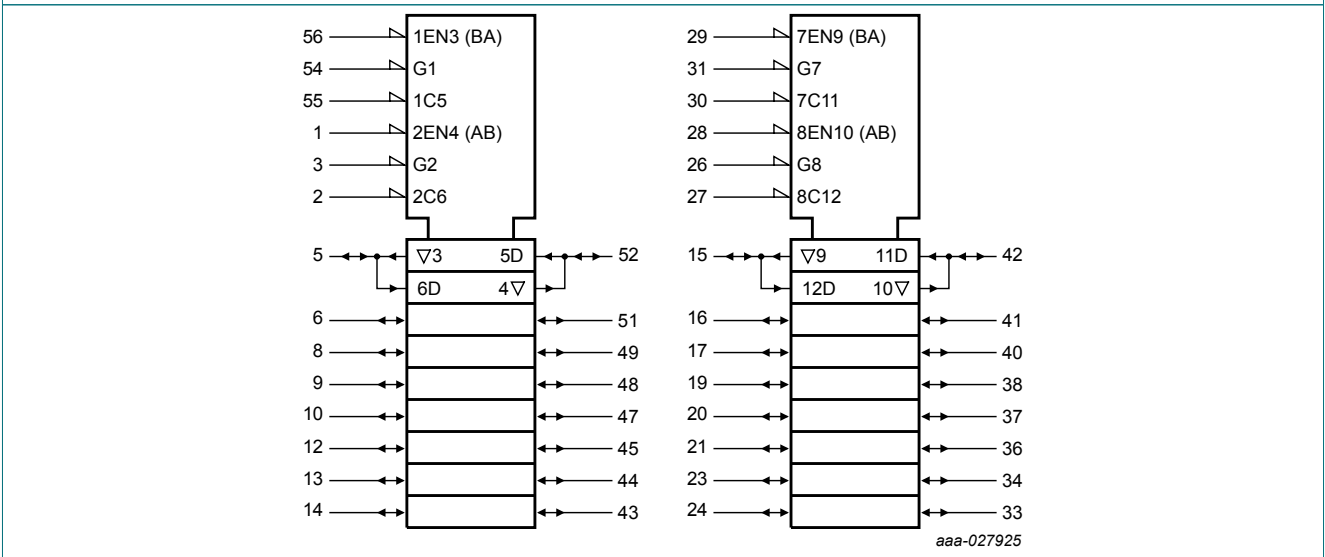 56 1EN3 (BA)
54 G1
55 1C5
1 2EN4 (AB)
3 G2
2 2C6
5 ▽3 5D 52
6D 4▽
6 51
8 49
9 48
10 47
12 45
13 44
14 43
29 7EN9 (BA)
31 G7
30 7C11
28 8EN10 (AB)
26 G8
27 8C12
15 ▽9 11D 42
12D 10▽
16 41
17 40
19 38
20 37
21 36
23 34
24 33
aaa-027925